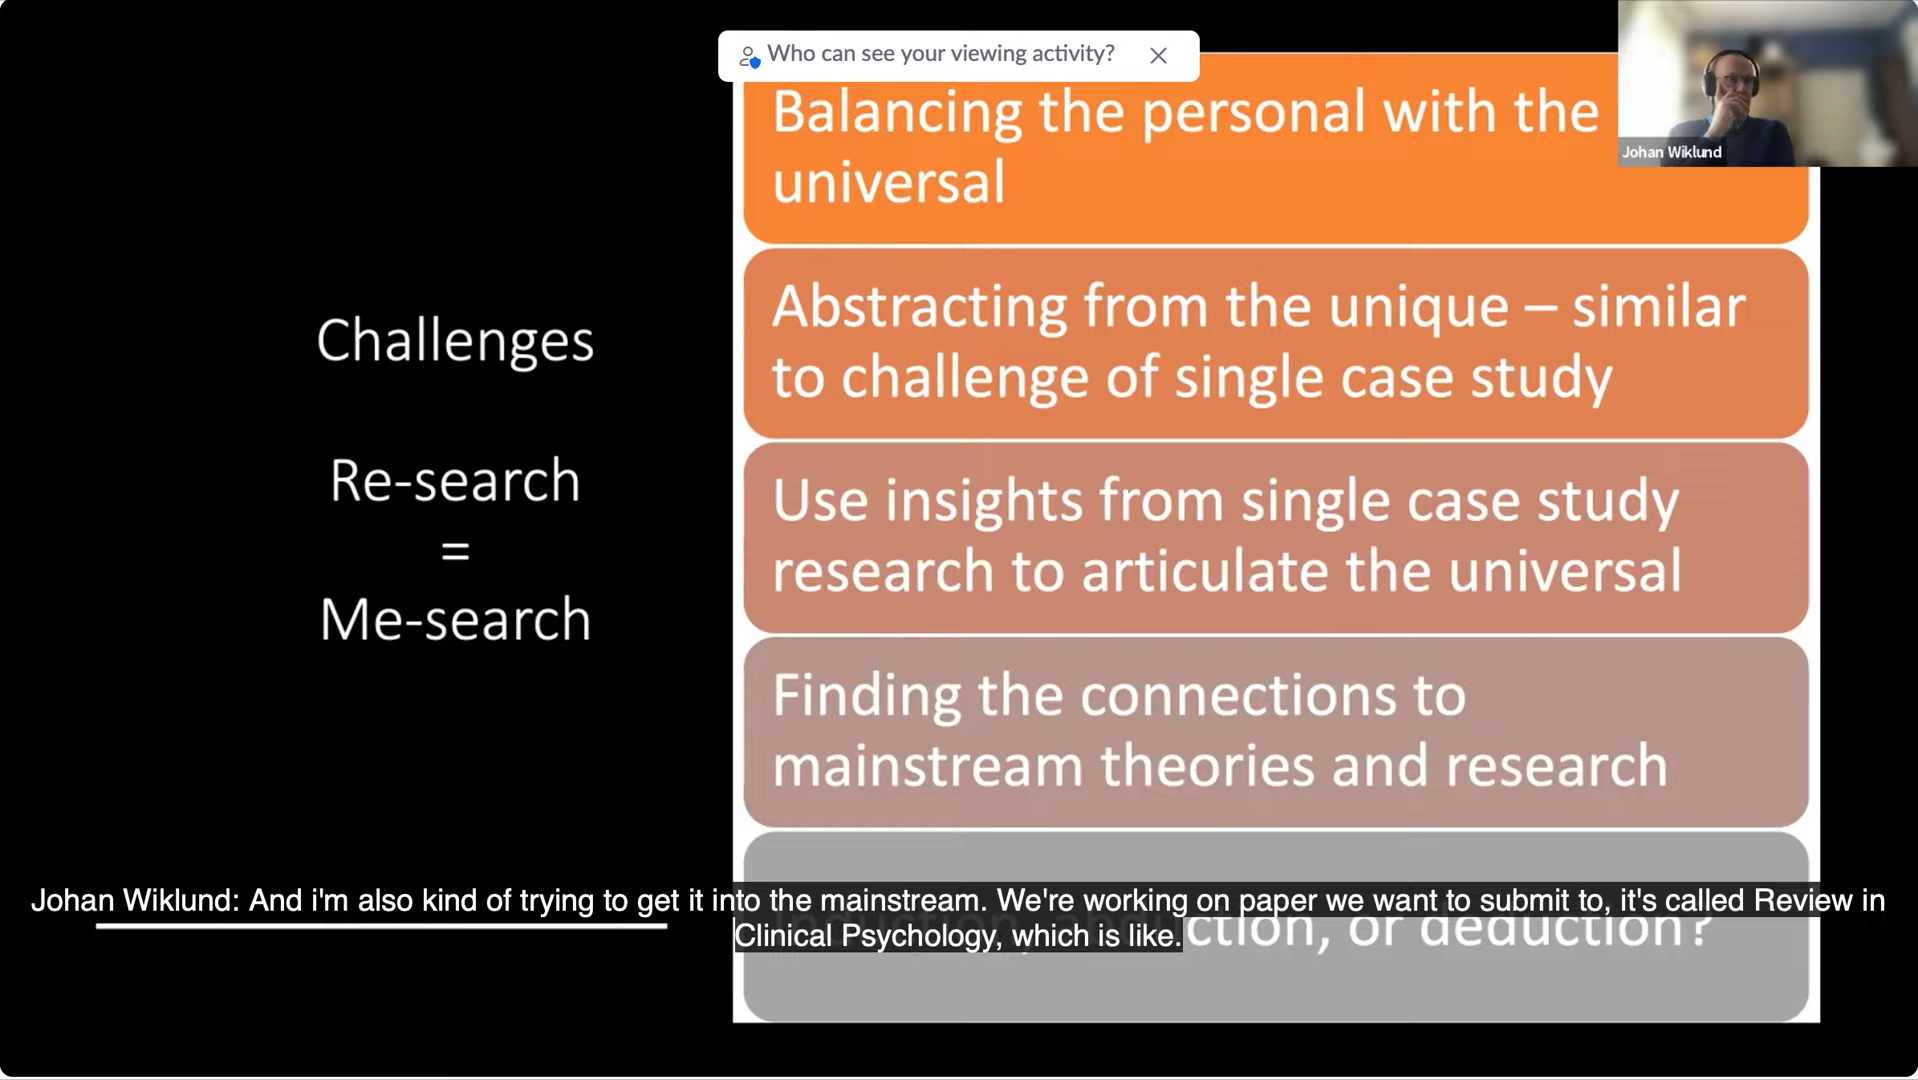 Who can see your viewing activity?
Balancing the personal with the
universal
Johan Wiklund
Challenges
Re-search
=
Me-search
Abstracting from the unique – similar
to challenge of single case study
Use insights from single case study
research to articulate the universal
Finding the connections to
mainstream theories and research
ction, or deduction?
Johan Wiklund: And i'm also kind of trying to get it into the mainstream. We're working on paper we want to submit to, it's called Review in
Clinical Psychology, which is like.